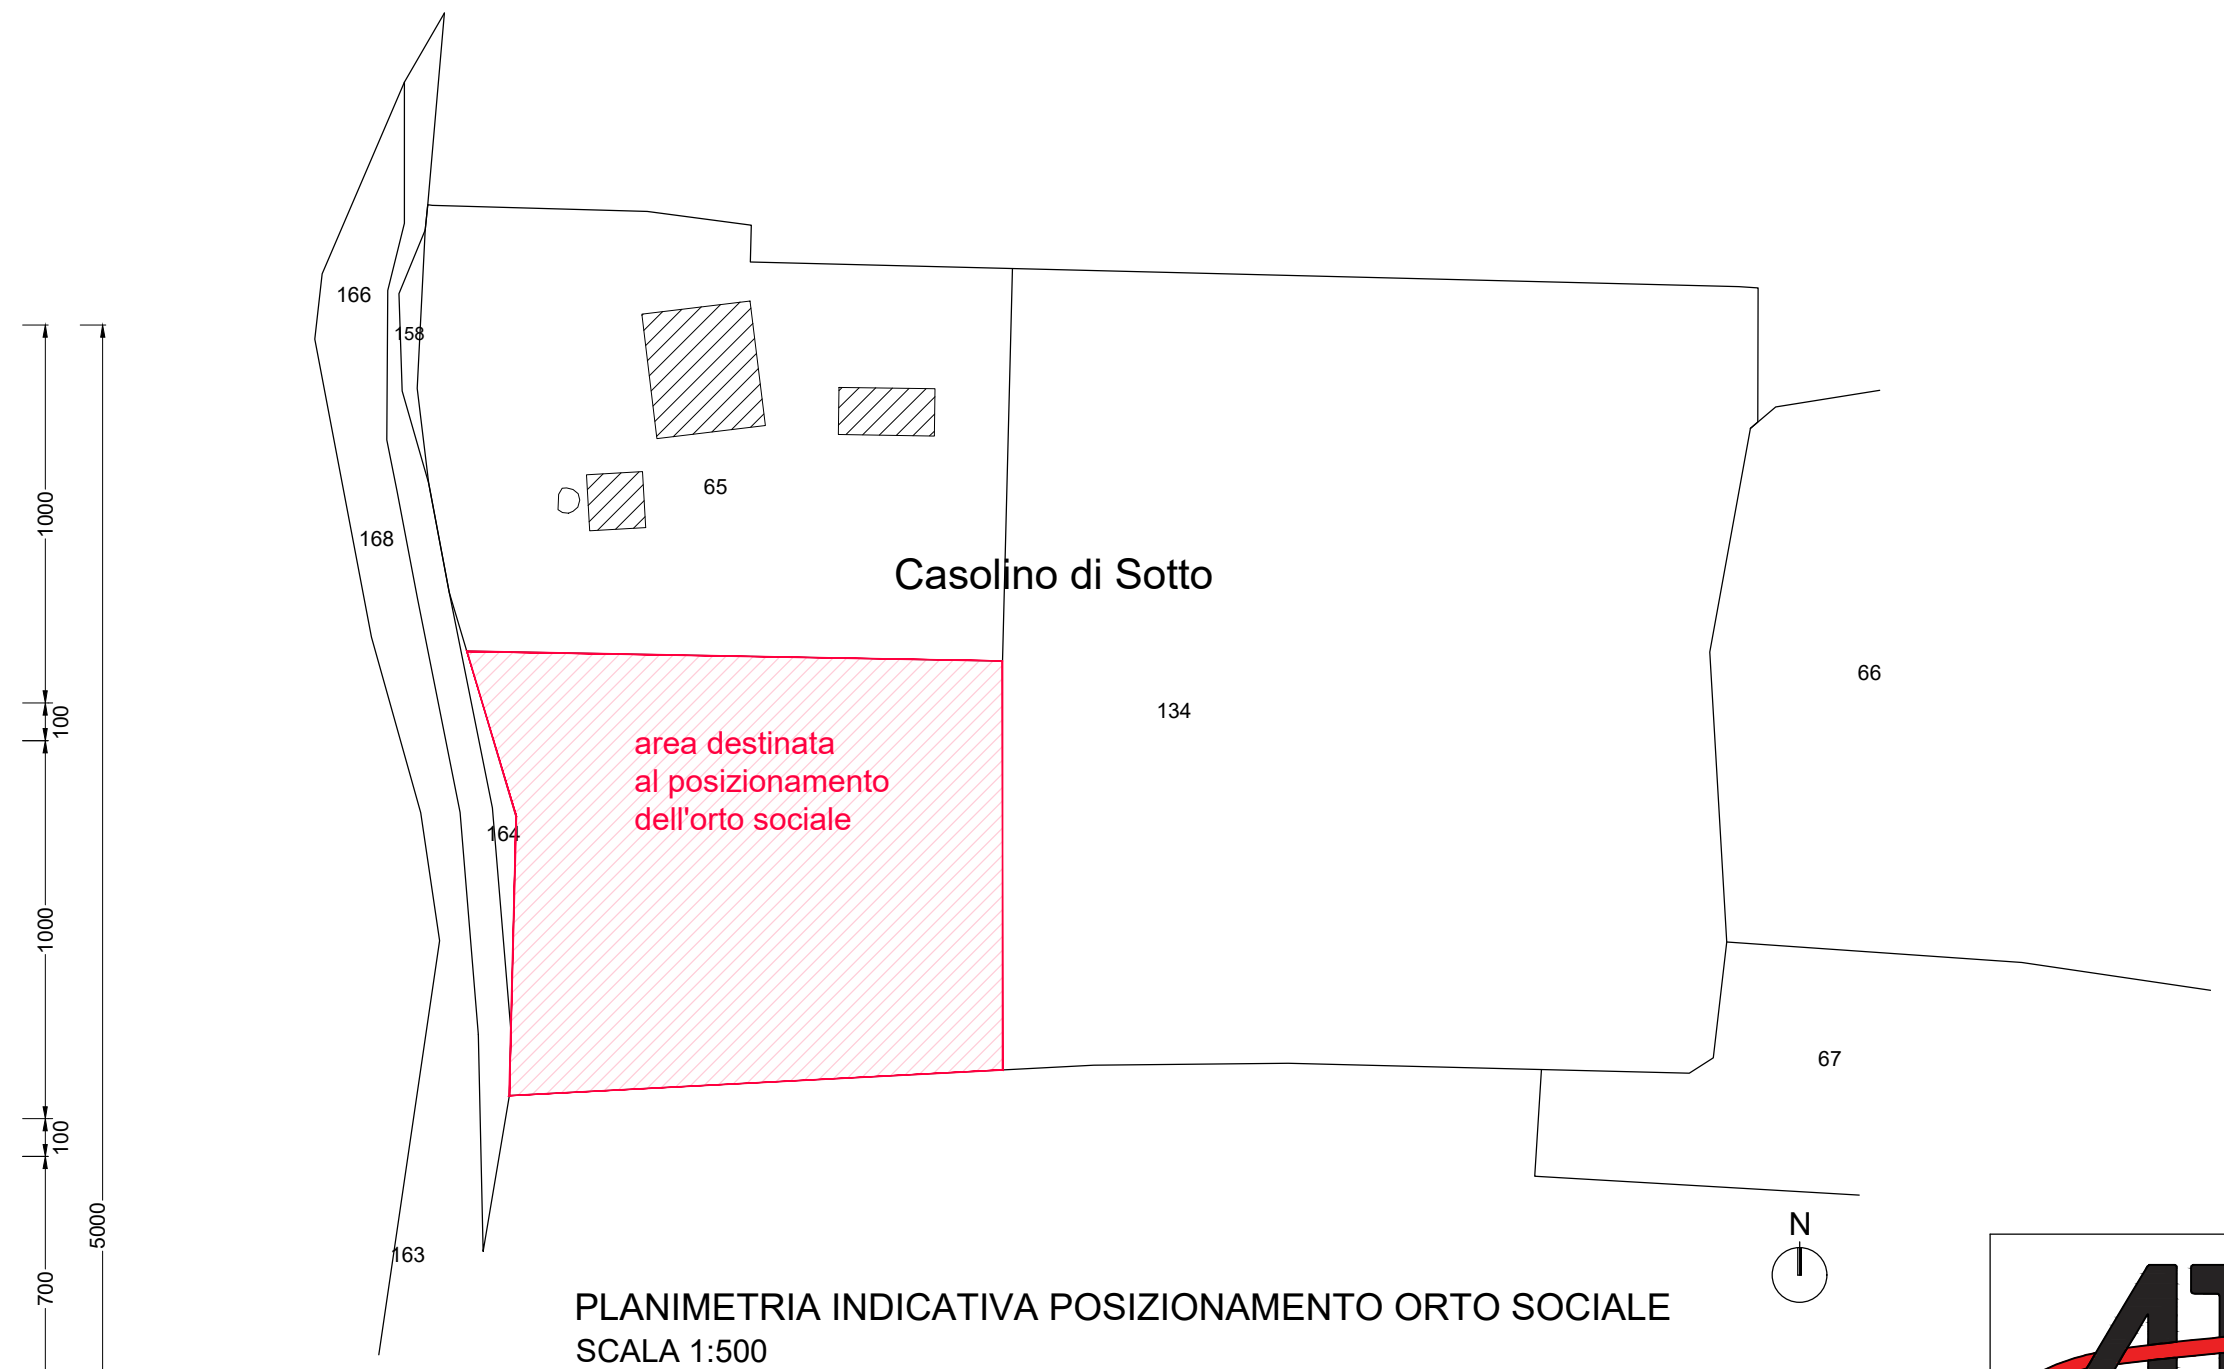 166
158
1000
65
168
Casolino di Sotto
66
134
100
area destinata
al posizionamento
dell'orto sociale
164
1000
67
100
5000
N
163
700
PLANIMETRIA INDICATIVA POSIZIONAMENTO ORTO SOCIALE
SCALA 1:500